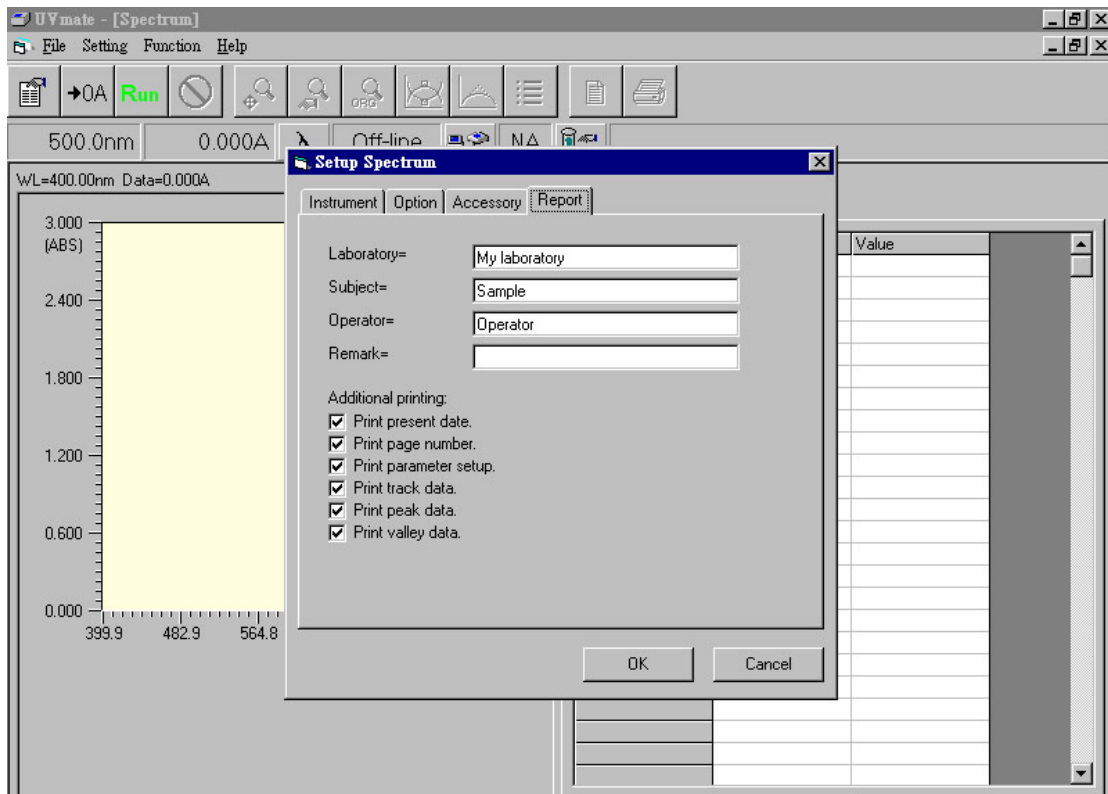 UVmate - [Spectrum]
File Setting Function Help
→0A Run ORG
500.0nm 0.000A λ Off-line NA
WL=400.00nm Data=0.000A
3.000
(ABS)
2.400
1.800
1.200
0.600
0.000
399.9 482.9 564.8
Value
Setup Spectrum
Instrument Option Accessory Report
Laboratory= My laboratory
Subject= Sample
Operator= Operator
Remark=
Additional printing:
Print present date.
Print page number.
Print parameter setup.
Print track data.
Print peak data.
Print valley data.
OK Cancel